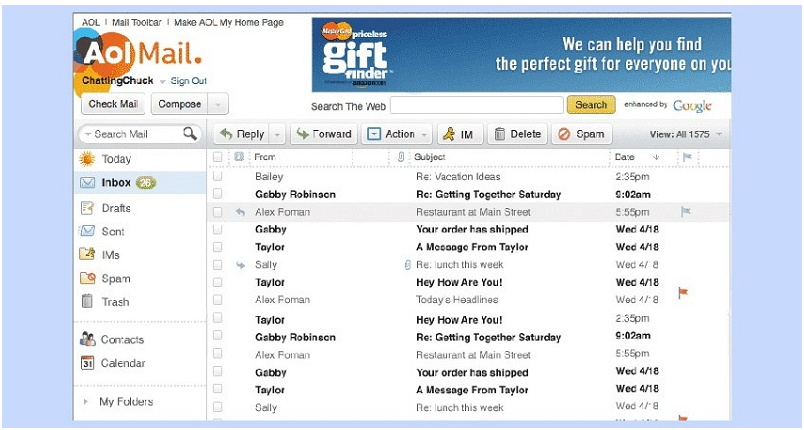 AOL | Mail Toolbar | Make AOL My Home Page
Aol Mail.
ChattingChuck Sign Out
MasterCard priceless
gift
finder
We can help you find
the perfect gift for everyone on you
Check Mail Compose
Search The Web Search enhanced by Google
Search Mail Reply Forward Action IM Delete Spam View: All 1575
From Subject Date
Today
Inbox 26
Drafts
Sent
IMs
Spam
Trash
Contacts
31 Calendar
My Folders
Bailey Re: Vacation Ideas 2:35pm
Gabby Robinson Re: Getting Together Saturday 9:02am
Alex Roman Restaurant at Main Street 5:55pm
Gabby Your order has shipped Wed 4/18
Taylor A Message From Taylor Wed 4/18
Sally Re: lunch this week Wed 4/18
Taylor Hey How Are You! Wed 4/18
Alex Roman Today's Headlines Wed 4/18
Taylor Hey How Are You! 2:35pm
Gabby Robinson Re: Getting Together Saturday 9:02am
Alex Roman Restaurant at Main Street 5:55pm
Gabby Your order has shipped Wed 4/18
Taylor A Message From Taylor Wed 4/18
Sally Re: lunch this week Wed 4/18